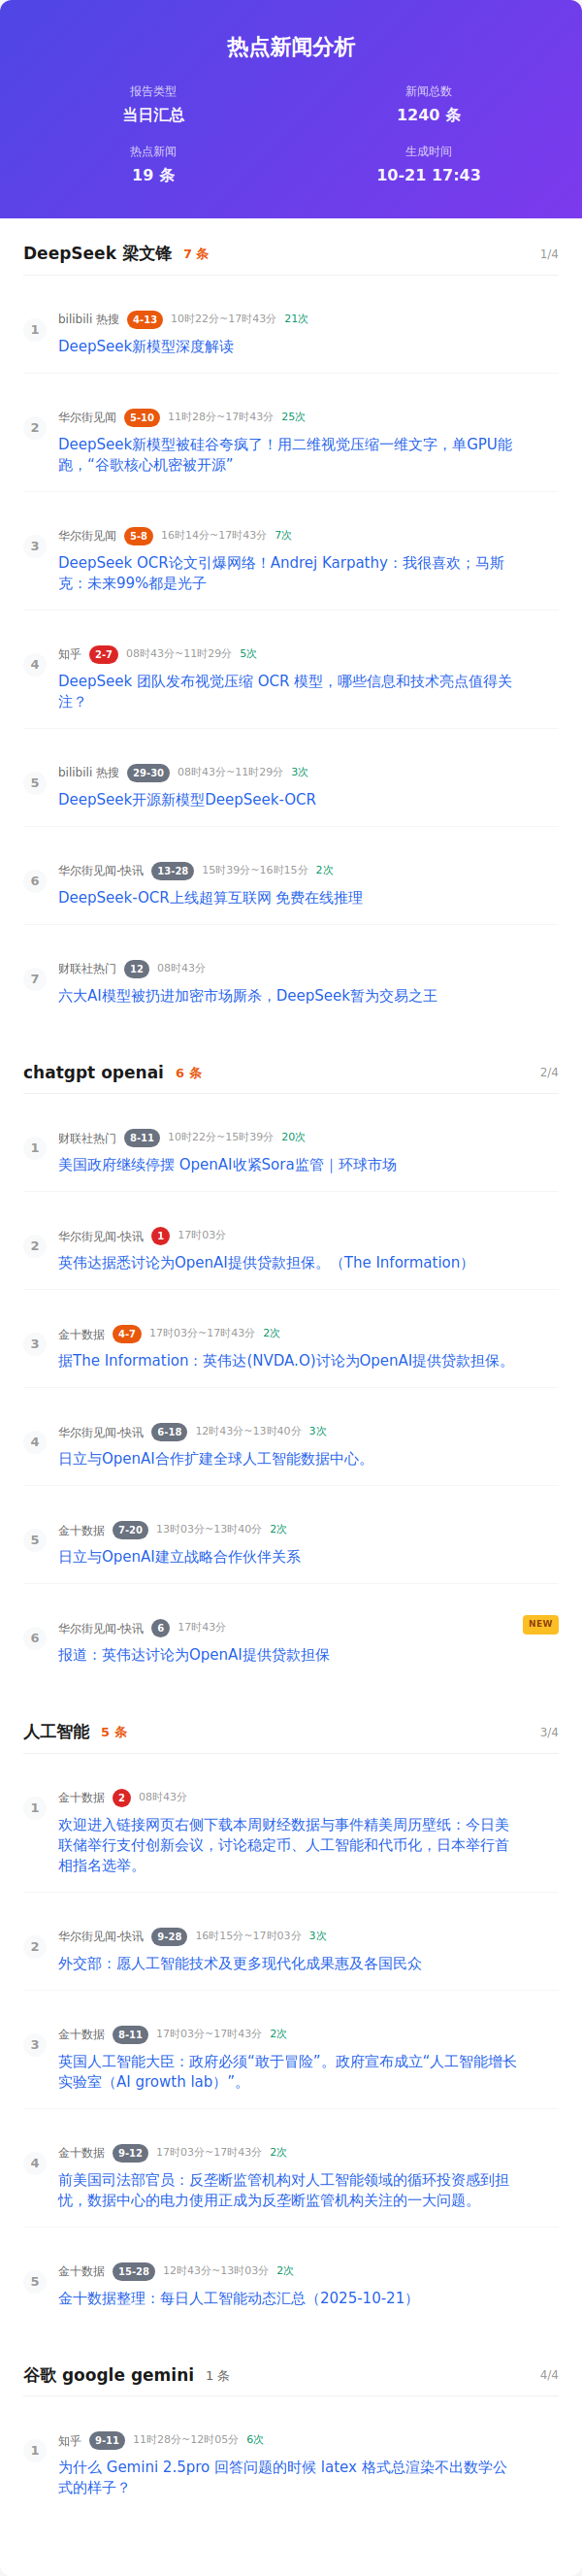 热点新闻分析
报告类型
当日汇总
新闻总数
1240 条
热点新闻
19 条
生成时间
10-21 17:43
DeepSeek 梁文锋 7 条 1/4
1
bilibili 热搜 4-13 10时22分~17时43分 21次
DeepSeek新模型深度解读
2
华尔街见闻 5-10 11时28分~17时43分 25次
DeepSeek新模型被硅谷夸疯了！用二维视觉压缩一维文字，单GPU能
跑，“谷歌核心机密被开源”
3
华尔街见闻 5-8 16时14分~17时43分 7次
DeepSeek OCR论文引爆网络！Andrej Karpathy：我很喜欢；马斯
克：未来99%都是光子
4
知乎 2-7 08时43分~11时29分 5次
DeepSeek 团队发布视觉压缩 OCR 模型，哪些信息和技术亮点值得关
注？
5
bilibili 热搜 29-30 08时43分~11时29分 3次
DeepSeek开源新模型DeepSeek-OCR
6
华尔街见闻-快讯 13-28 15时39分~16时15分 2次
DeepSeek-OCR上线超算互联网 免费在线推理
7
财联社热门 12 08时43分
六大AI模型被扔进加密市场厮杀，DeepSeek暂为交易之王
chatgpt openai 6 条 2/4
1
财联社热门 8-11 10时22分~15时39分 20次
美国政府继续停摆 OpenAI收紧Sora监管｜环球市场
2
华尔街见闻-快讯 1 17时03分
英伟达据悉讨论为OpenAI提供贷款担保。（The Information）
3
金十数据 4-7 17时03分~17时43分 2次
据The Information：英伟达(NVDA.O)讨论为OpenAI提供贷款担保。
4
华尔街见闻-快讯 6-18 12时43分~13时40分 3次
日立与OpenAI合作扩建全球人工智能数据中心。
5
金十数据 7-20 13时03分~13时40分 2次
日立与OpenAI建立战略合作伙伴关系
6
华尔街见闻-快讯 6 17时43分 NEW
报道：英伟达讨论为OpenAI提供贷款担保
人工智能 5 条 3/4
1
金十数据 2 08时43分
欢迎进入链接网页右侧下载本周财经数据与事件精美周历壁纸：今日美
联储举行支付创新会议，讨论稳定币、人工智能和代币化，日本举行首
相指名选举。
2
华尔街见闻-快讯 9-28 16时15分~17时03分 3次
外交部：愿人工智能技术及更多现代化成果惠及各国民众
3
金十数据 8-11 17时03分~17时43分 2次
英国人工智能大臣：政府必须“敢于冒险”。政府宣布成立“人工智能增长
实验室（AI growth lab）”。
4
金十数据 9-12 17时03分~17时43分 2次
前美国司法部官员：反垄断监管机构对人工智能领域的循环投资感到担
忧，数据中心的电力使用正成为反垄断监管机构关注的一大问题。
5
金十数据 15-28 12时43分~13时03分 2次
金十数据整理：每日人工智能动态汇总（2025-10-21）
谷歌 google gemini 1 条 4/4
1
知乎 9-11 11时28分~12时05分 6次
为什么 Gemini 2.5pro 回答问题的时候 latex 格式总渲染不出数学公
式的样子？